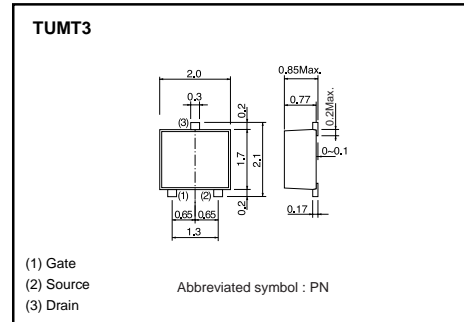 TUMT3
2.0
0.3
(3)
0.2
1.7
2.1
0.2
(1) (2)
0.65 0.65
1.3
0.85Max.
0.77
0.2Max.
0~0.1
0.17
(1) Gate
(2) Source
(3) Drain
Abbreviated symbol : PN